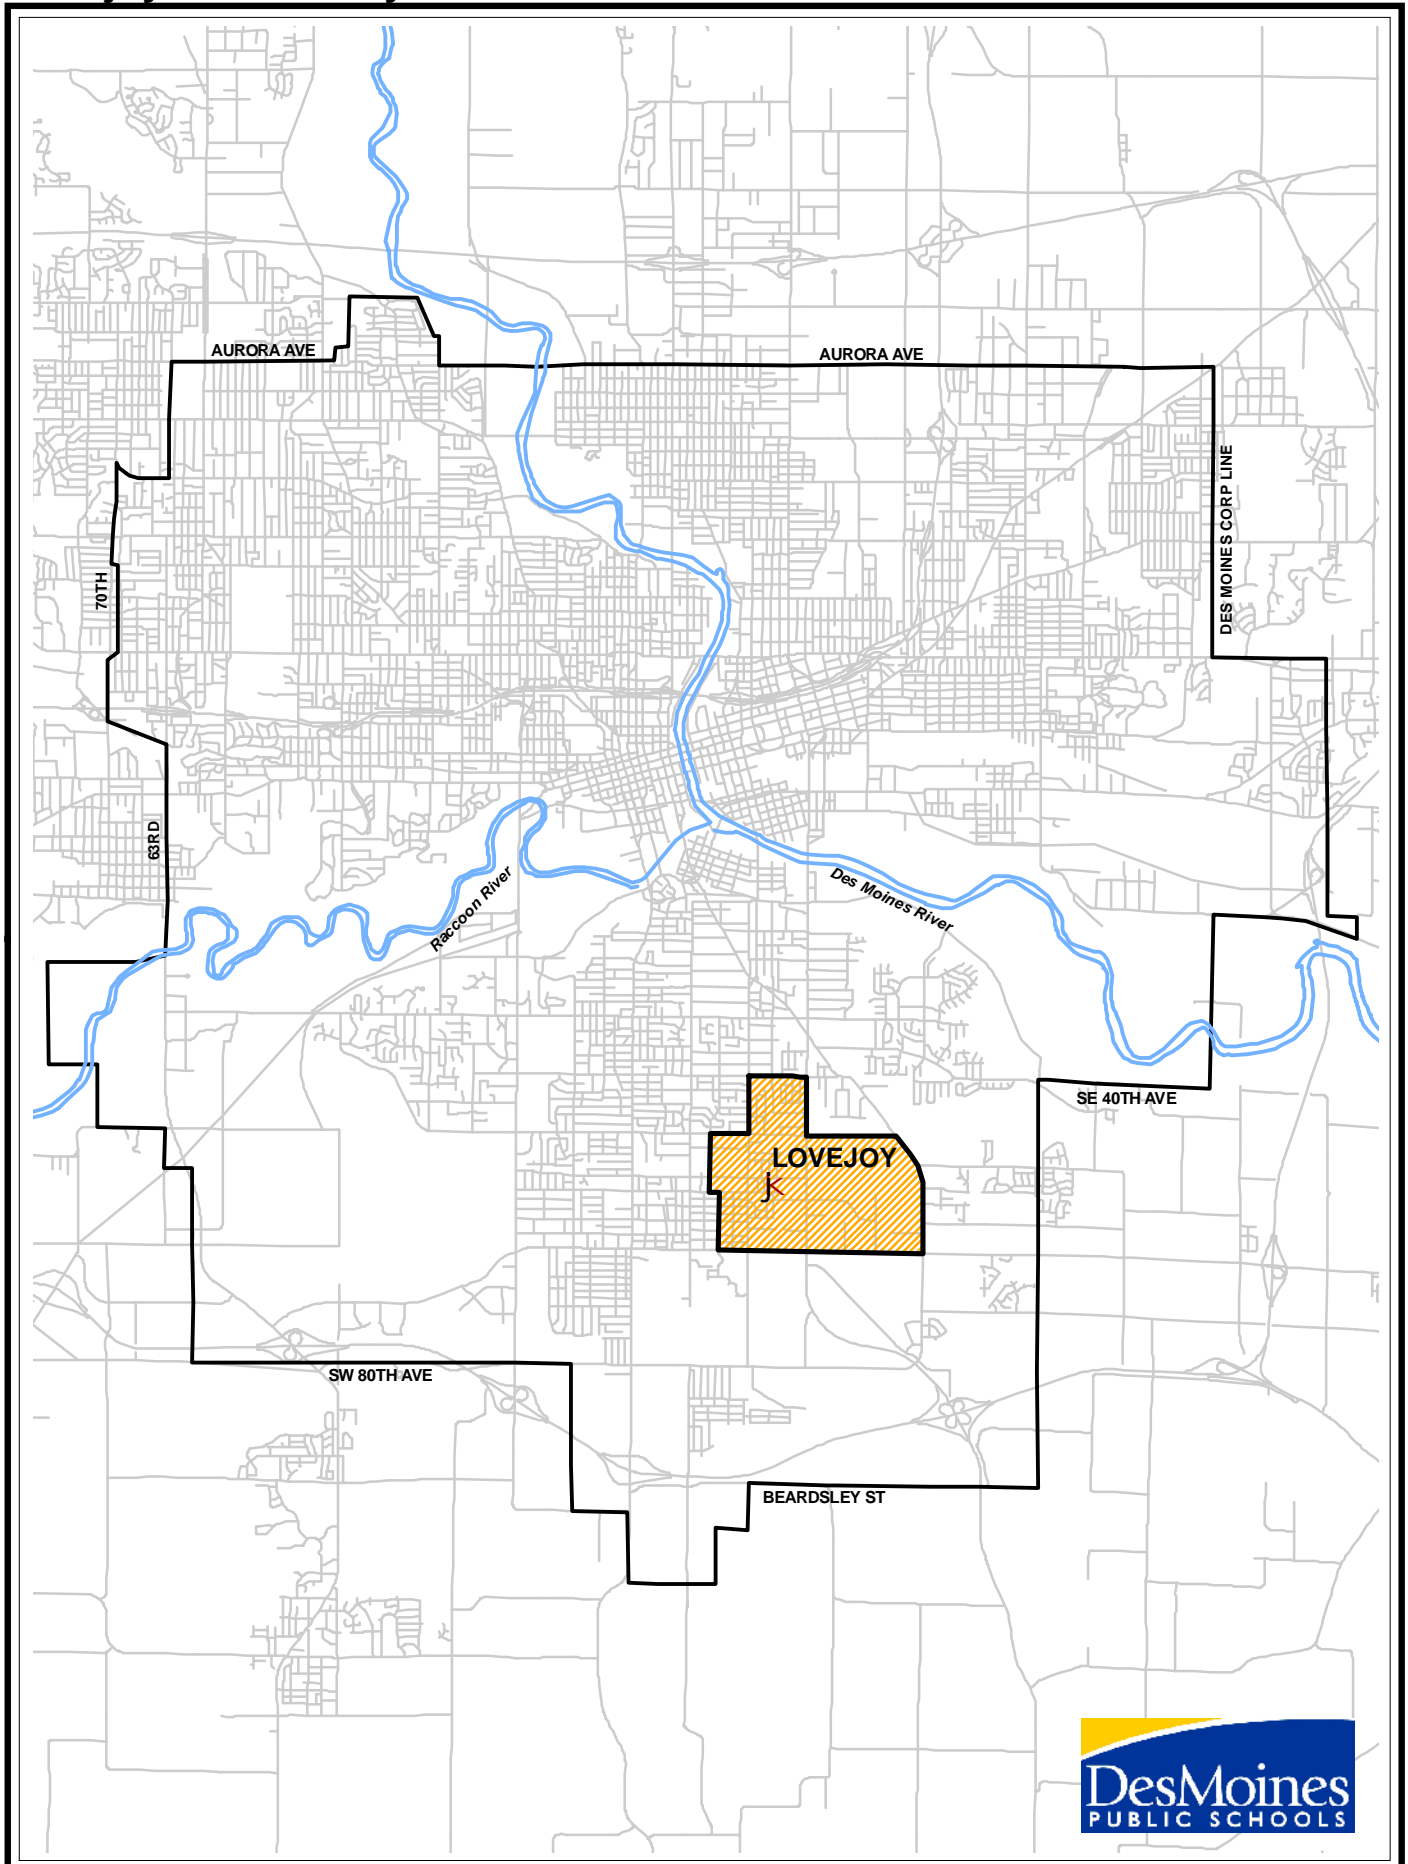 AURORA AVE
AURORA AVE
DES MOINES CORP LINE
70TH
63RD
Raccoon River
Des Moines River
SE 40TH AVE
LOVEJOY
Jk
SW 80TH AVE
BEARDSLEY ST
DesMoines
PUBLIC SCHOOLS